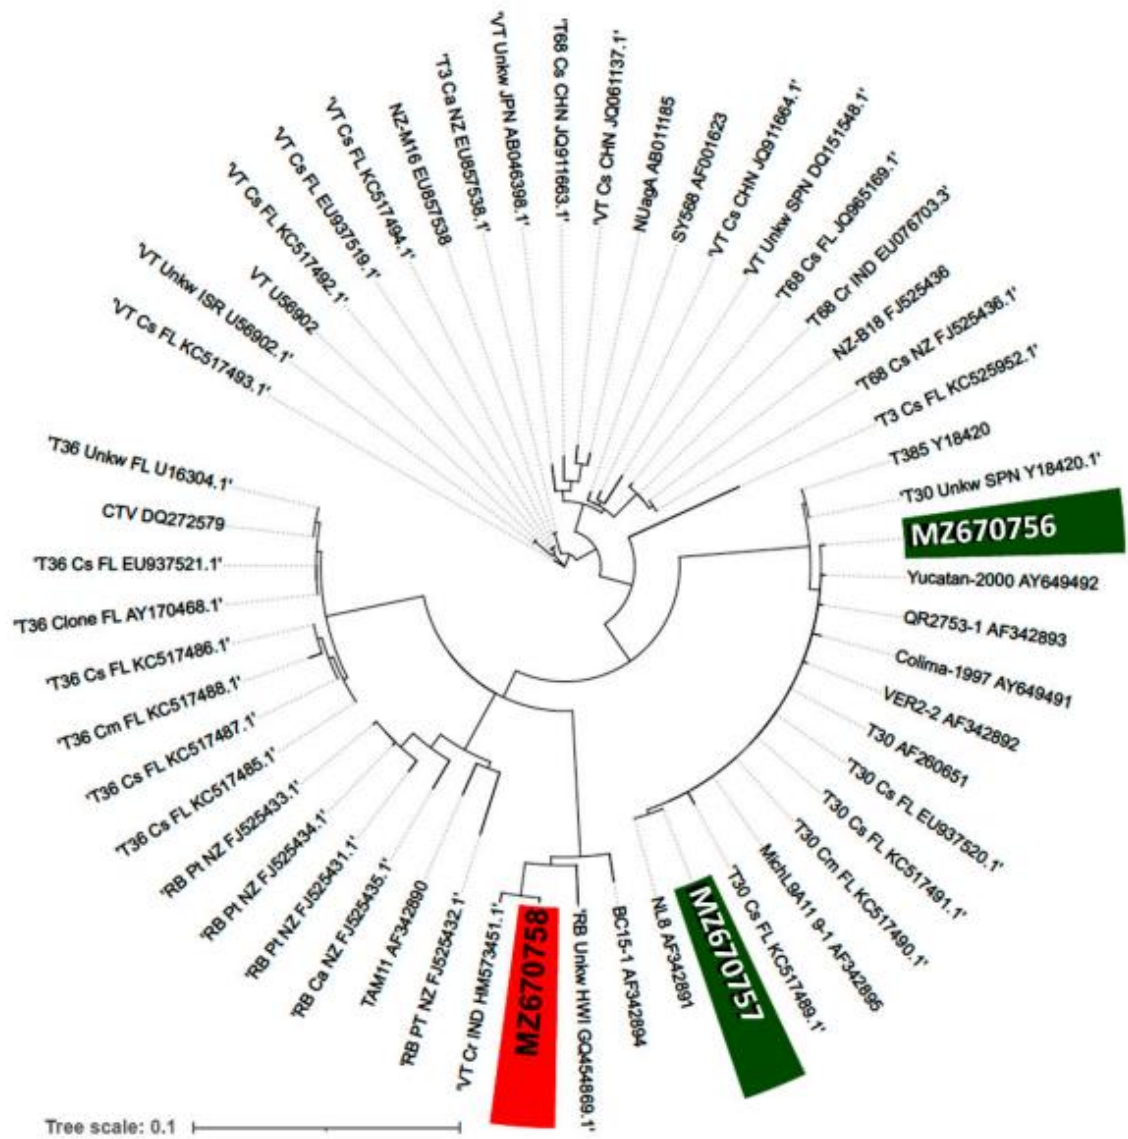 'VT Cs FL KC517493.1'
'VT Unkw ISR U56902.1'
VT U56902
'VT Cs FL KC517492.1'
'VT Cs FL EU937519.1'
'VT Cs FL KC517494.1'
NZ-M16 EU857538
'T3 Ca NZ EU857538.1'
'VT Unkw JPN AB046398.1'
'T68 Cs CHN JQ911663.1'
'VT Cs CHN JQ061137.1'
NUagA AB011185
SY568 AF001623
'VT Cs CHN JQ911664.1'
'VT Unkw SPN DQ151548.1'
'T68 Cs FL JQ965169.1'
'T68 Cr IND EU076703.3'
NZ-B18 FJ525436
'T68 Cs NZ FJ525436.1'
'T3 Cs FL KC525952.1'
T385 Y18420
'T30 Unkw SPN Y18420.1'
MZ670756
Yucatan-2000 AY649492
QR2753-1 AF342893
Colima-1997 AY649491
VER2-2 AF342892
T30 AF260651
'T30 Cs FL EU937520.1'
'T30 Cs FL KC517491.1'
'T30 Cm FL KC517490.1'
MichL9A11 9-1 AF342895
'T30 Cs FL KC517489.1'
MZ670757
NL8 AF342891
BC15-1 AF342894
'RB Unkw HWI GQ454869.1'
MZ670758
'VT Cr IND HM573451.1'
'RB PT NZ FJ525432.1'
TAM11 AF342890
'RB Ca NZ FJ525435.1'
'RB Pt NZ FJ525431.1'
'RB Pt NZ FJ525434.1'
'RB Pt NZ FJ525433.1'
'T36 Cs FL KC517485.1'
'T36 Cs FL KC517487.1'
'T36 Cm FL KC517488.1'
'T36 Cs FL KC517486.1'
'T36 Clone FL AY170468.1'
'T36 Cs FL EU937521.1'
CTV DQ272579
'T36 Unkw FL U16304.1'
Tree scale: 0.1